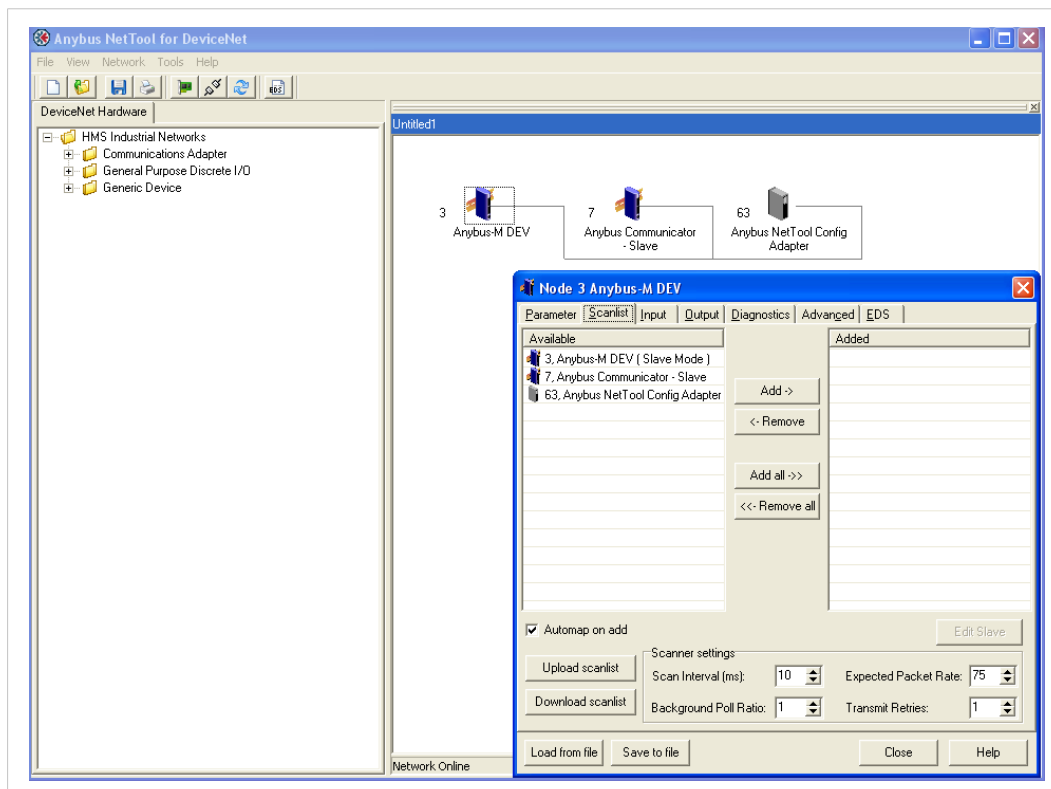 Anybus NetTool for DeviceNet
File View Network Tools Help
EDS
DeviceNet Hardware
HMS Industrial Networks
Communications Adapter
General Purpose Discrete I/O
Generic Device
Untitled1
3
Anybus-M DEV
7
Anybus Communicator
- Slave
63
Anybus NetTool Config
Adapter
Node 3 Anybus-M DEV
Parameter Scanlist Input Output Diagnostics Advanced EDS
Available Added
3, Anybus-M DEV ( Slave Mode )
7, Anybus Communicator - Slave
63, Anybus NetTool Config Adapter
Add ->
<- Remove
Add all ->>
<<- Remove all
Automap on add
Edit Slave
Upload scanlist
Download scanlist
Scanner settings
Scan Interval (ms): 10 Expected Packet Rate: 75
Background Poll Ratio: 1 Transmit Retries: 1
Load from file Save to file Close Help
Network Online